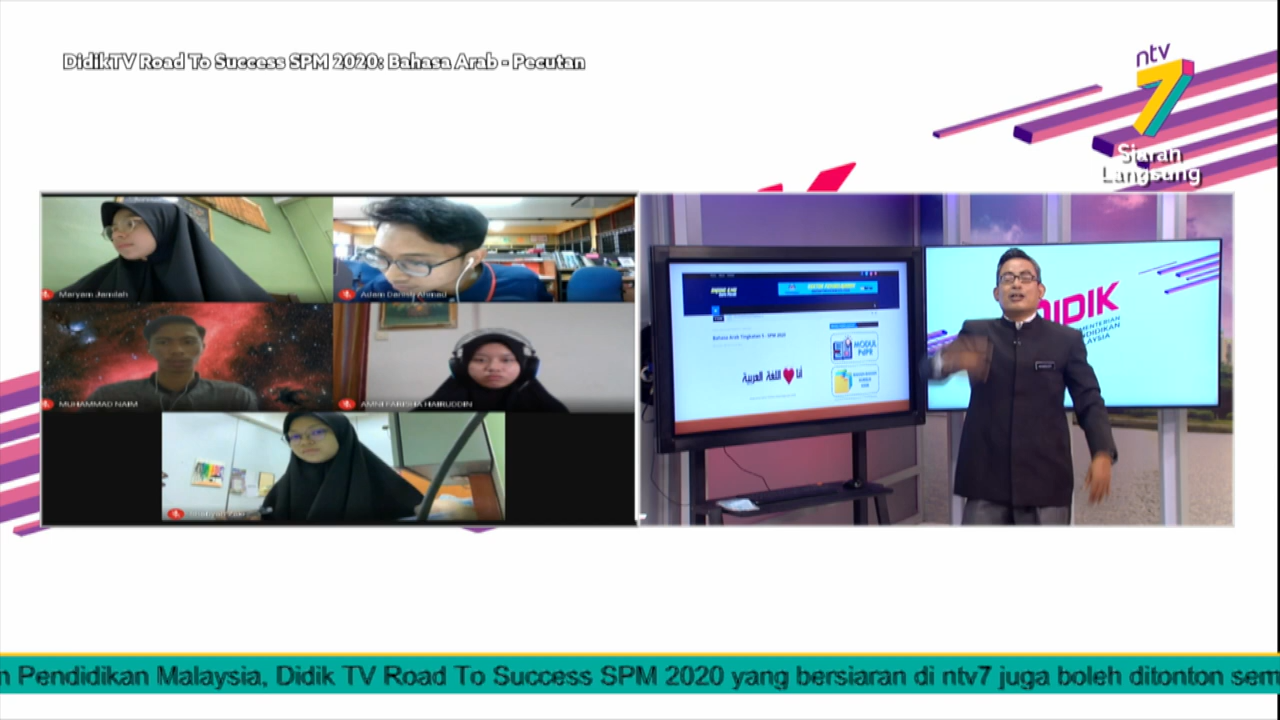 DidikTV Road To Success SPM 2020: Bahasa Arab - Pecutan
ntv
7
Siaran
Langsung
Maryam Jamilah
Adam Danish Ahmad
MUHAMMAD NAIM
AMNI FARISHA HAIRUDDIN
Bahasa Arab Tingkatan 5 - SPM 2020
أنا ❤ اللغة العربية
MODUL
PdPR
DIDIK
KEMENTERIAN
PENDIDIKAN
MALAYSIA
n Pendidikan Malaysia, Didik TV Road To Success SPM 2020 yang bersiaran di ntv7 juga boleh ditonton sem